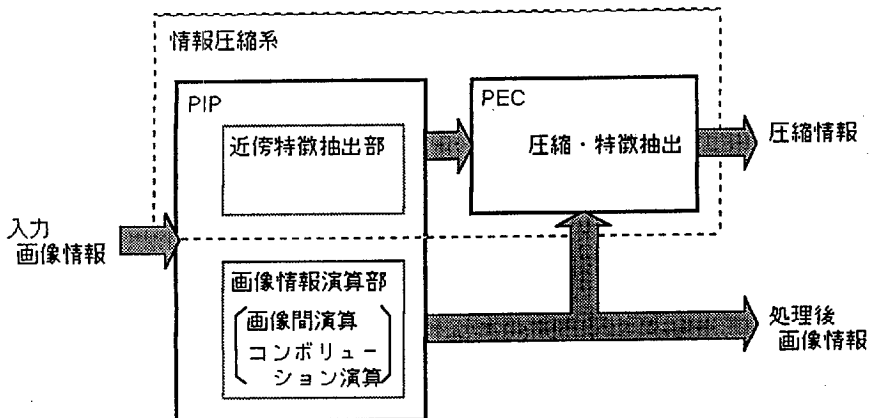 情報圧縮系
PIP
近傍特徴抽出部
PEC
圧縮・特徴抽出
圧縮情報
入力
画像情報
画像情報演算部
画像間演算
コンボリュー
ション演算
処理後
画像情報